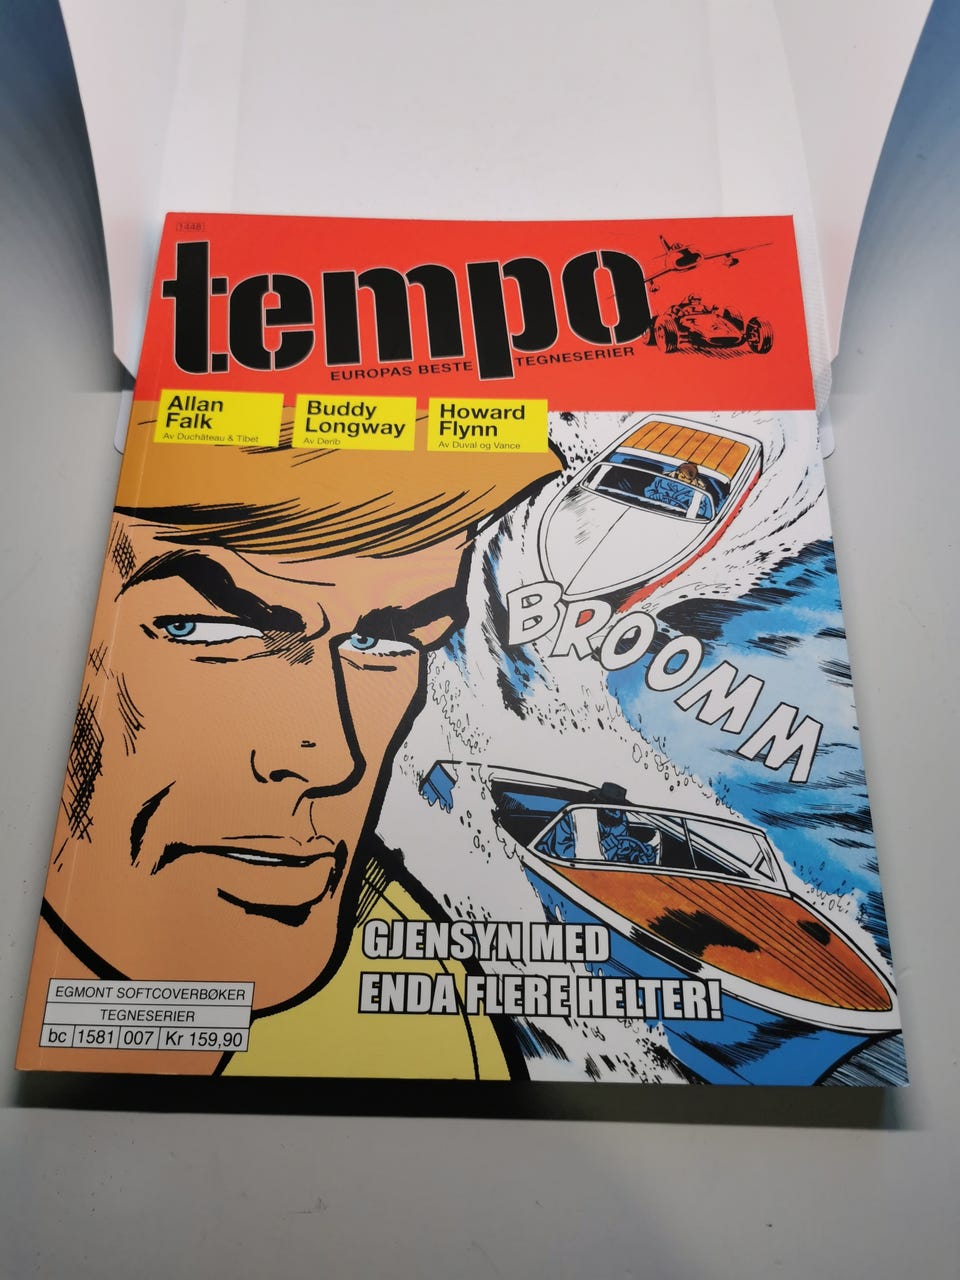 1448
tempo
EUROPAS BESTE TEGNESERIER
Allan
Falk
Av Duchâteau & Tibet
Buddy
Longway
Av Derib
Howard
Flynn
Av Duval og Vance
BROOMM
GJENSYN MED
ENDA FLERE HELTER!
EGMONT SOFTCOVERBØKER
TEGNESERIER
bc 1581 007 Kr 159,90